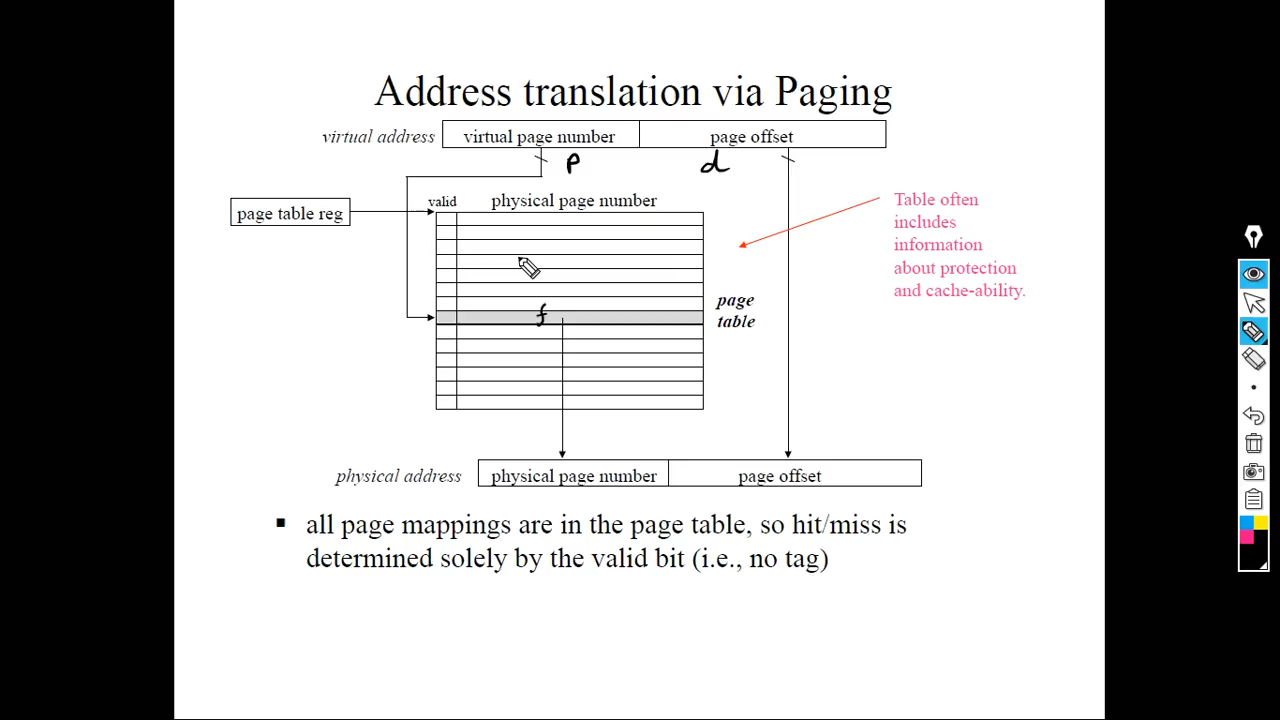 Address translation via Paging
virtual address virtual page number page offset
p d
valid physical page number
page table reg
Table often
includes
information
about protection
and cache-ability.
f
page
table
physical address physical page number page offset
▪ all page mappings are in the page table, so hit/miss is
determined solely by the valid bit (i.e., no tag)